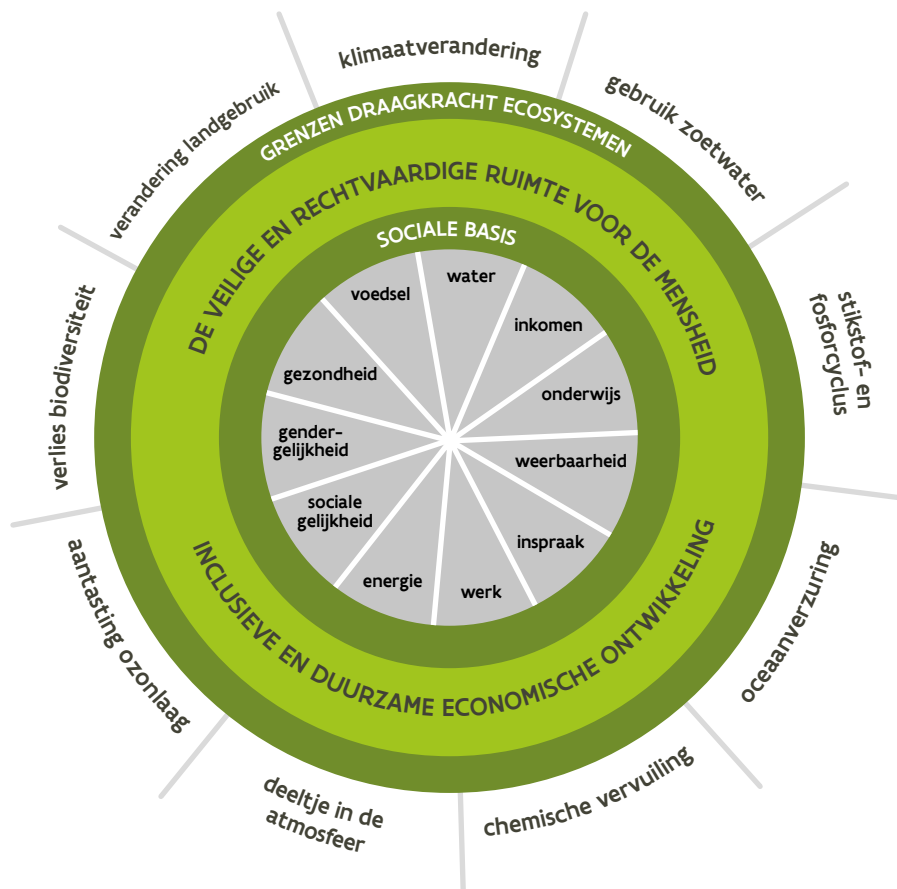 klimaatverandering
gebruik zoetwater
stikstof- en
fosforcyclus
oceaanverzuring
chemische vervuiling
deeltje in de
atmosfeer
aantasting ozonlaag
verlies biodiversiteit
verandering landgebruik
GRENZEN DRAAGKRACHT ECOSYSTEMEN
DE VEILIGE EN RECHTVAARDIGE RUIMTE VOOR DE MENSHEID
INCLUSIEVE EN DUURZAME ECONOMISCHE ONTWIKKELING
SOCIALE BASIS
water
inkomen
onderwijs
weerbaarheid
inspraak
werk
energie
sociale
gelijkheid
gender-
gelijkheid
gezondheid
voedsel